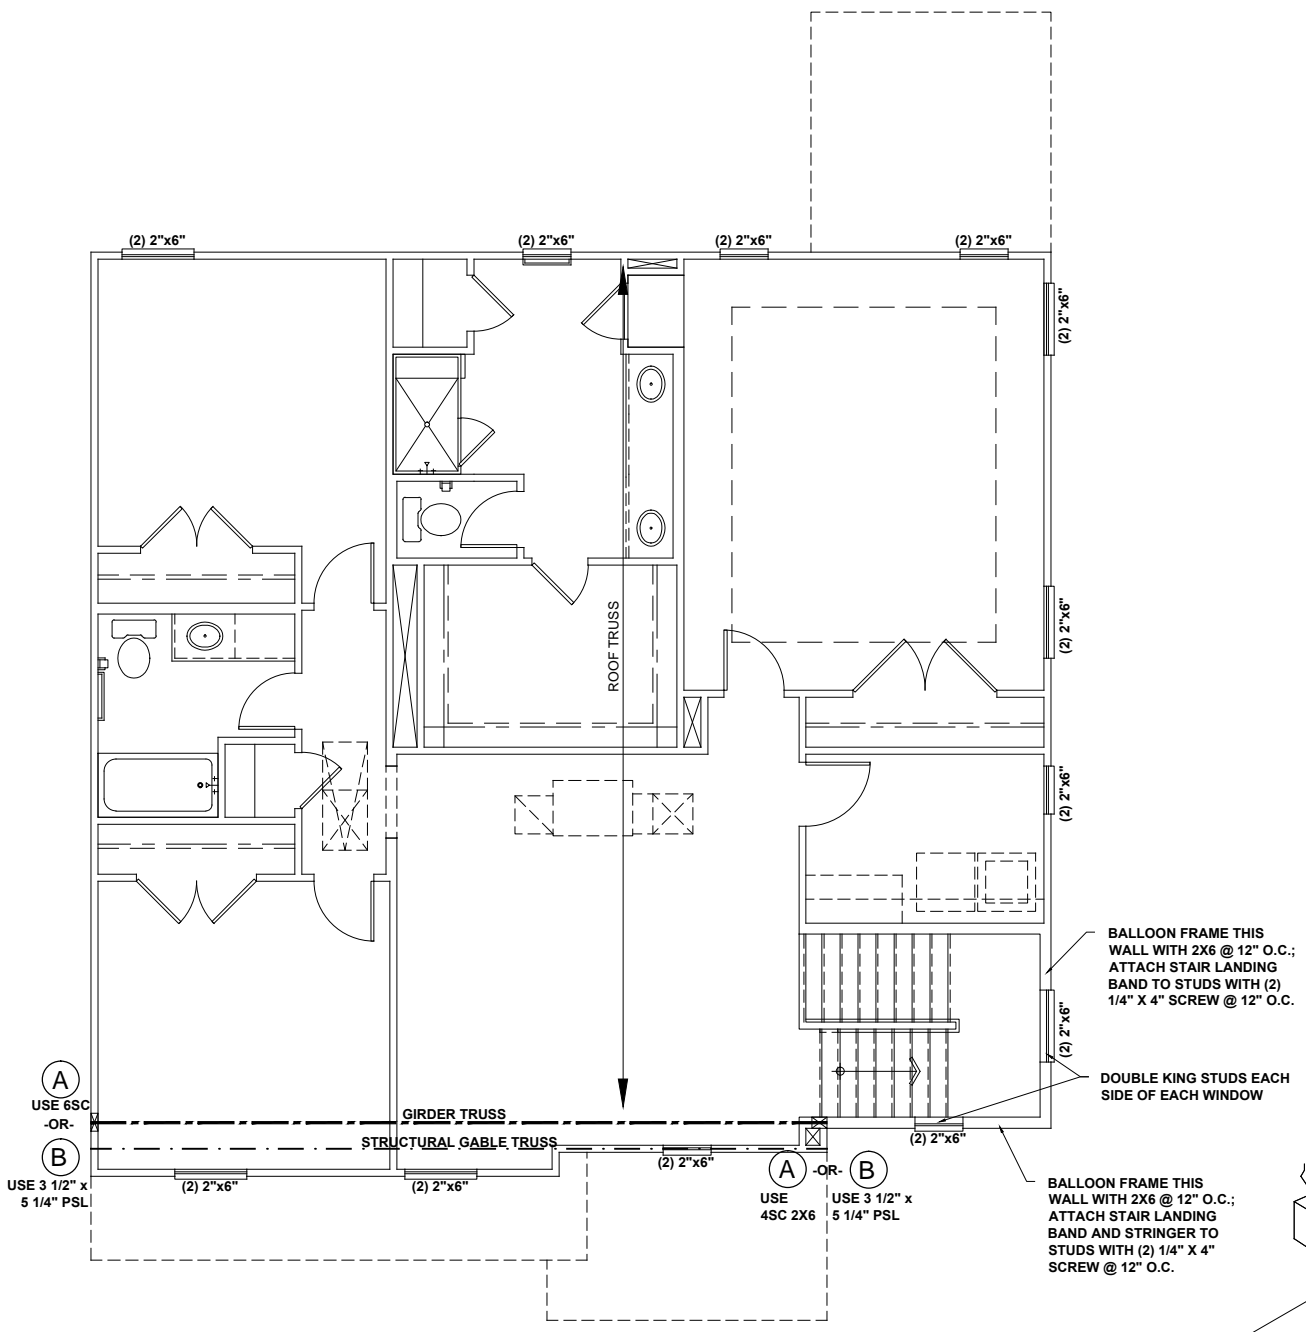 (2) 2"x6"
(2) 2"x6"
(2) 2"x6"
(2) 2"x6"
(2) 2"x6"
ROOF TRUSS
(2) 2"x6"
(2) 2"x6"
BALLOON FRAME THIS
WALL WITH 2X6 @ 12" O.C.;
ATTACH STAIR LANDING
BAND TO STUDS WITH (2)
1/4" X 4" SCREW @ 12" O.C.
(2) 2"x6"
DOUBLE KING STUDS EACH
SIDE OF EACH WINDOW
A
USE 6SC
-OR-
B
USE 3 1/2" x
5 1/4" PSL
GIRDER TRUSS
STRUCTURAL GABLE TRUSS
(2) 2"x6"
(2) 2"x6"
(2) 2"x6"
(2) 2"x6"
A -OR- B
USE
4SC 2X6
USE 3 1/2" x
5 1/4" PSL
BALLOON FRAME THIS
WALL WITH 2X6 @ 12" O.C.;
ATTACH STAIR LANDING
BAND AND STRINGER TO
STUDS WITH (2) 1/4" X 4"
SCREW @ 12" O.C.